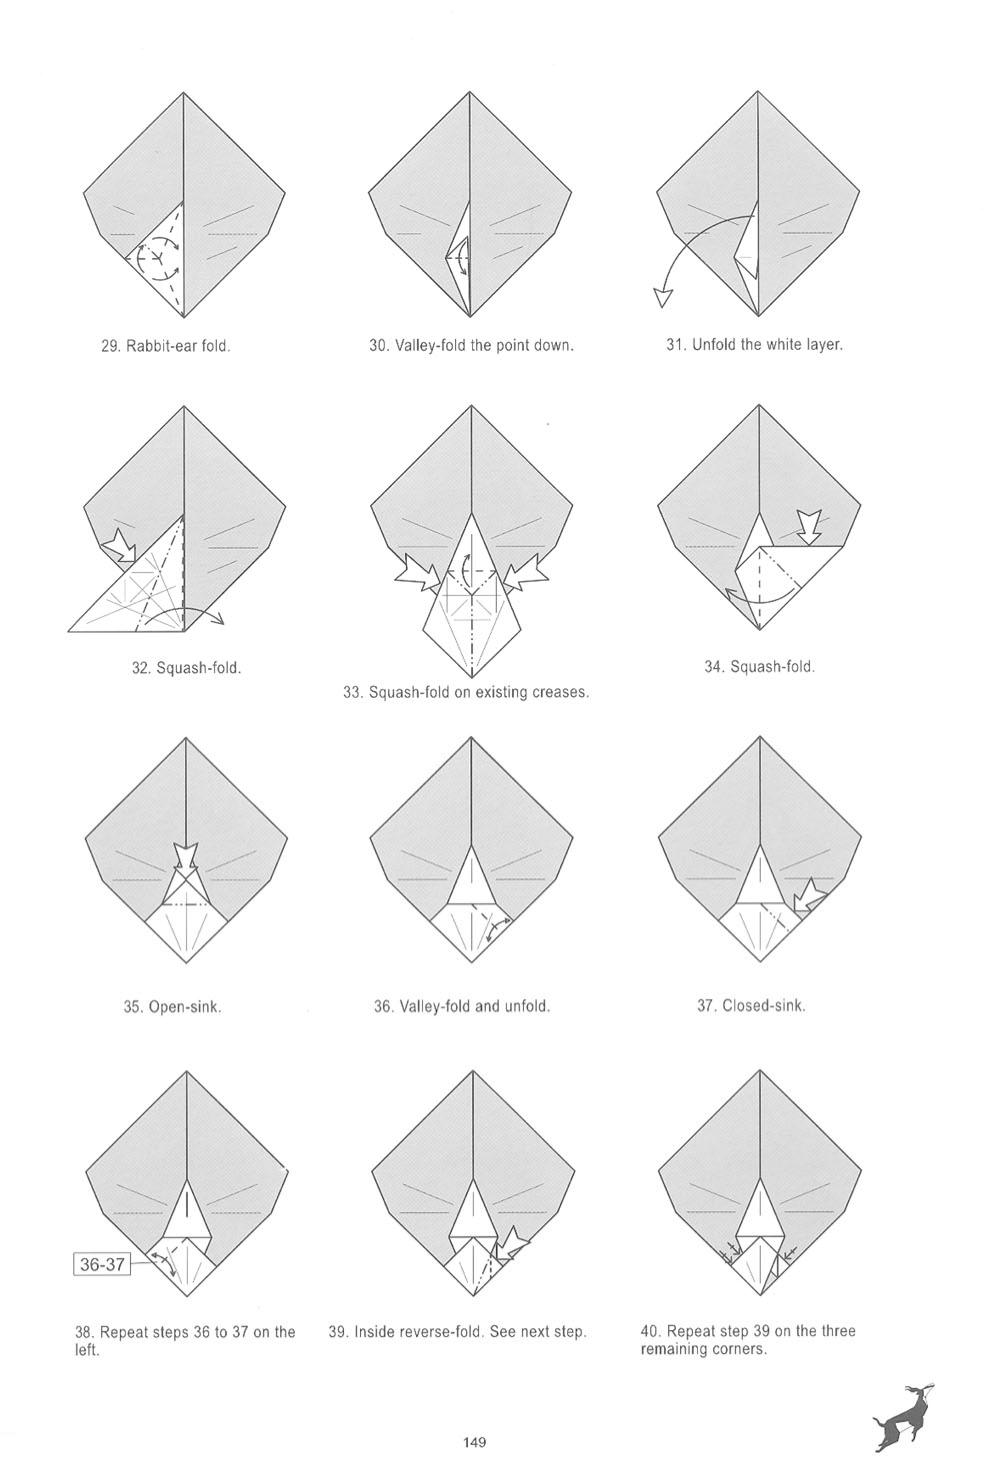 29. Rabbit-ear fold.
30. Valley-fold the point down.
31. Unfold the white layer.
32. Squash-fold.
33. Squash-fold on existing creases.
34. Squash-fold.
35. Open-sink.
36. Valley-fold and unfold.
37. Closed-sink.
36-37
38. Repeat steps 36 to 37 on the
left.
39. Inside reverse-fold. See next step.
40. Repeat step 39 on the three
remaining corners.
149